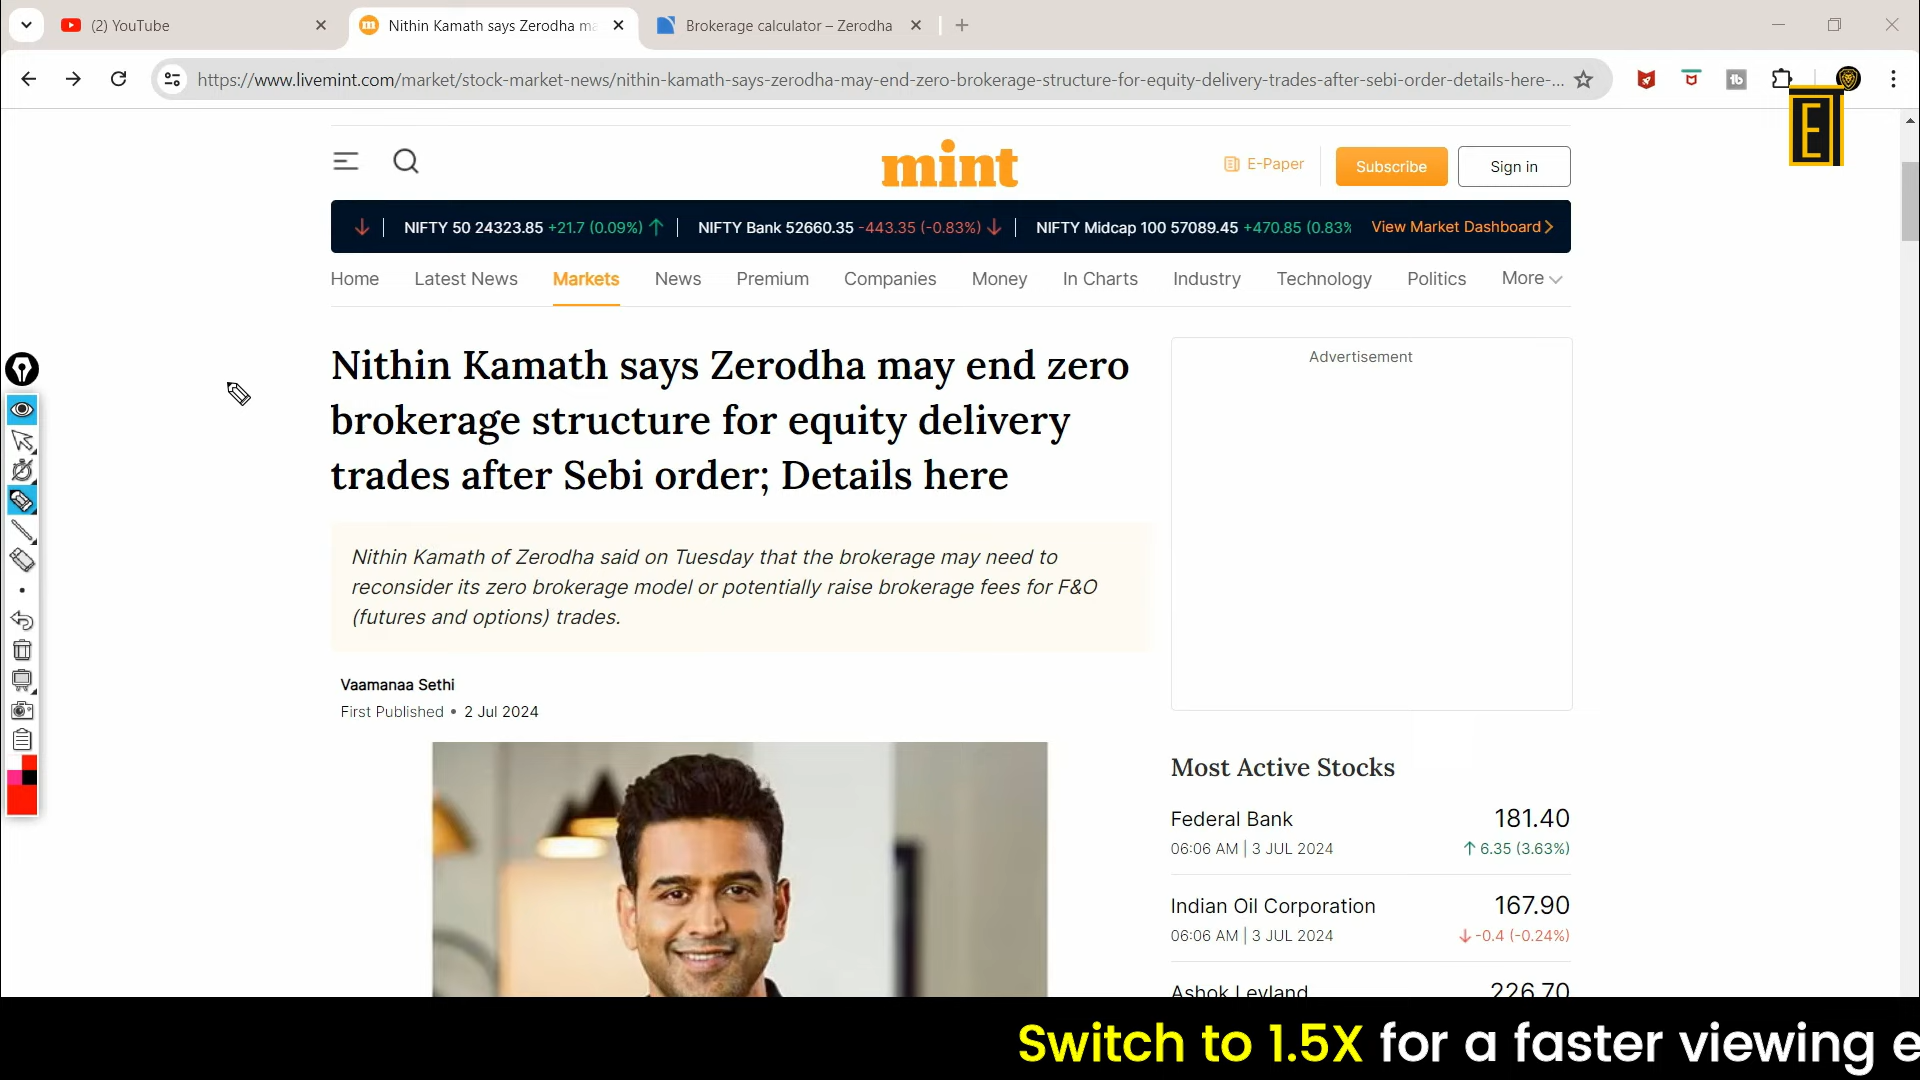 (2) YouTube
Nithin Kamath says Zerodha ma
Brokerage calculator – Zerodha
https://www.livemint.com/market/stock-market-news/nithin-kamath-says-zerodha-may-end-zero-brokerage-structure-for-equity-delivery-trades-after-sebi-order-details-here-...
E
mint
E-Paper
Subscribe
Sign in
NIFTY 50 24323.85 +21.7 (0.09%)
NIFTY Bank 52660.35 -443.35 (-0.83%)
NIFTY Midcap 100 57089.45 +470.85 (0.83%
View Market Dashboard
Home Latest News Markets News Premium Companies Money In Charts Industry Technology Politics More
Nithin Kamath says Zerodha may end zero
brokerage structure for equity delivery
trades after Sebi order; Details here
Nithin Kamath of Zerodha said on Tuesday that the brokerage may need to
reconsider its zero brokerage model or potentially raise brokerage fees for F&O
(futures and options) trades.
Vaamanaa Sethi
First Published • 2 Jul 2024
Advertisement
Most Active Stocks
Federal Bank 181.40
06:06 AM | 3 JUL 2024 6.35 (3.63%)
Indian Oil Corporation 167.90
06:06 AM | 3 JUL 2024 -0.4 (-0.24%)
Ashok Leyland 226.70
Switch to 1.5X for a faster viewing e